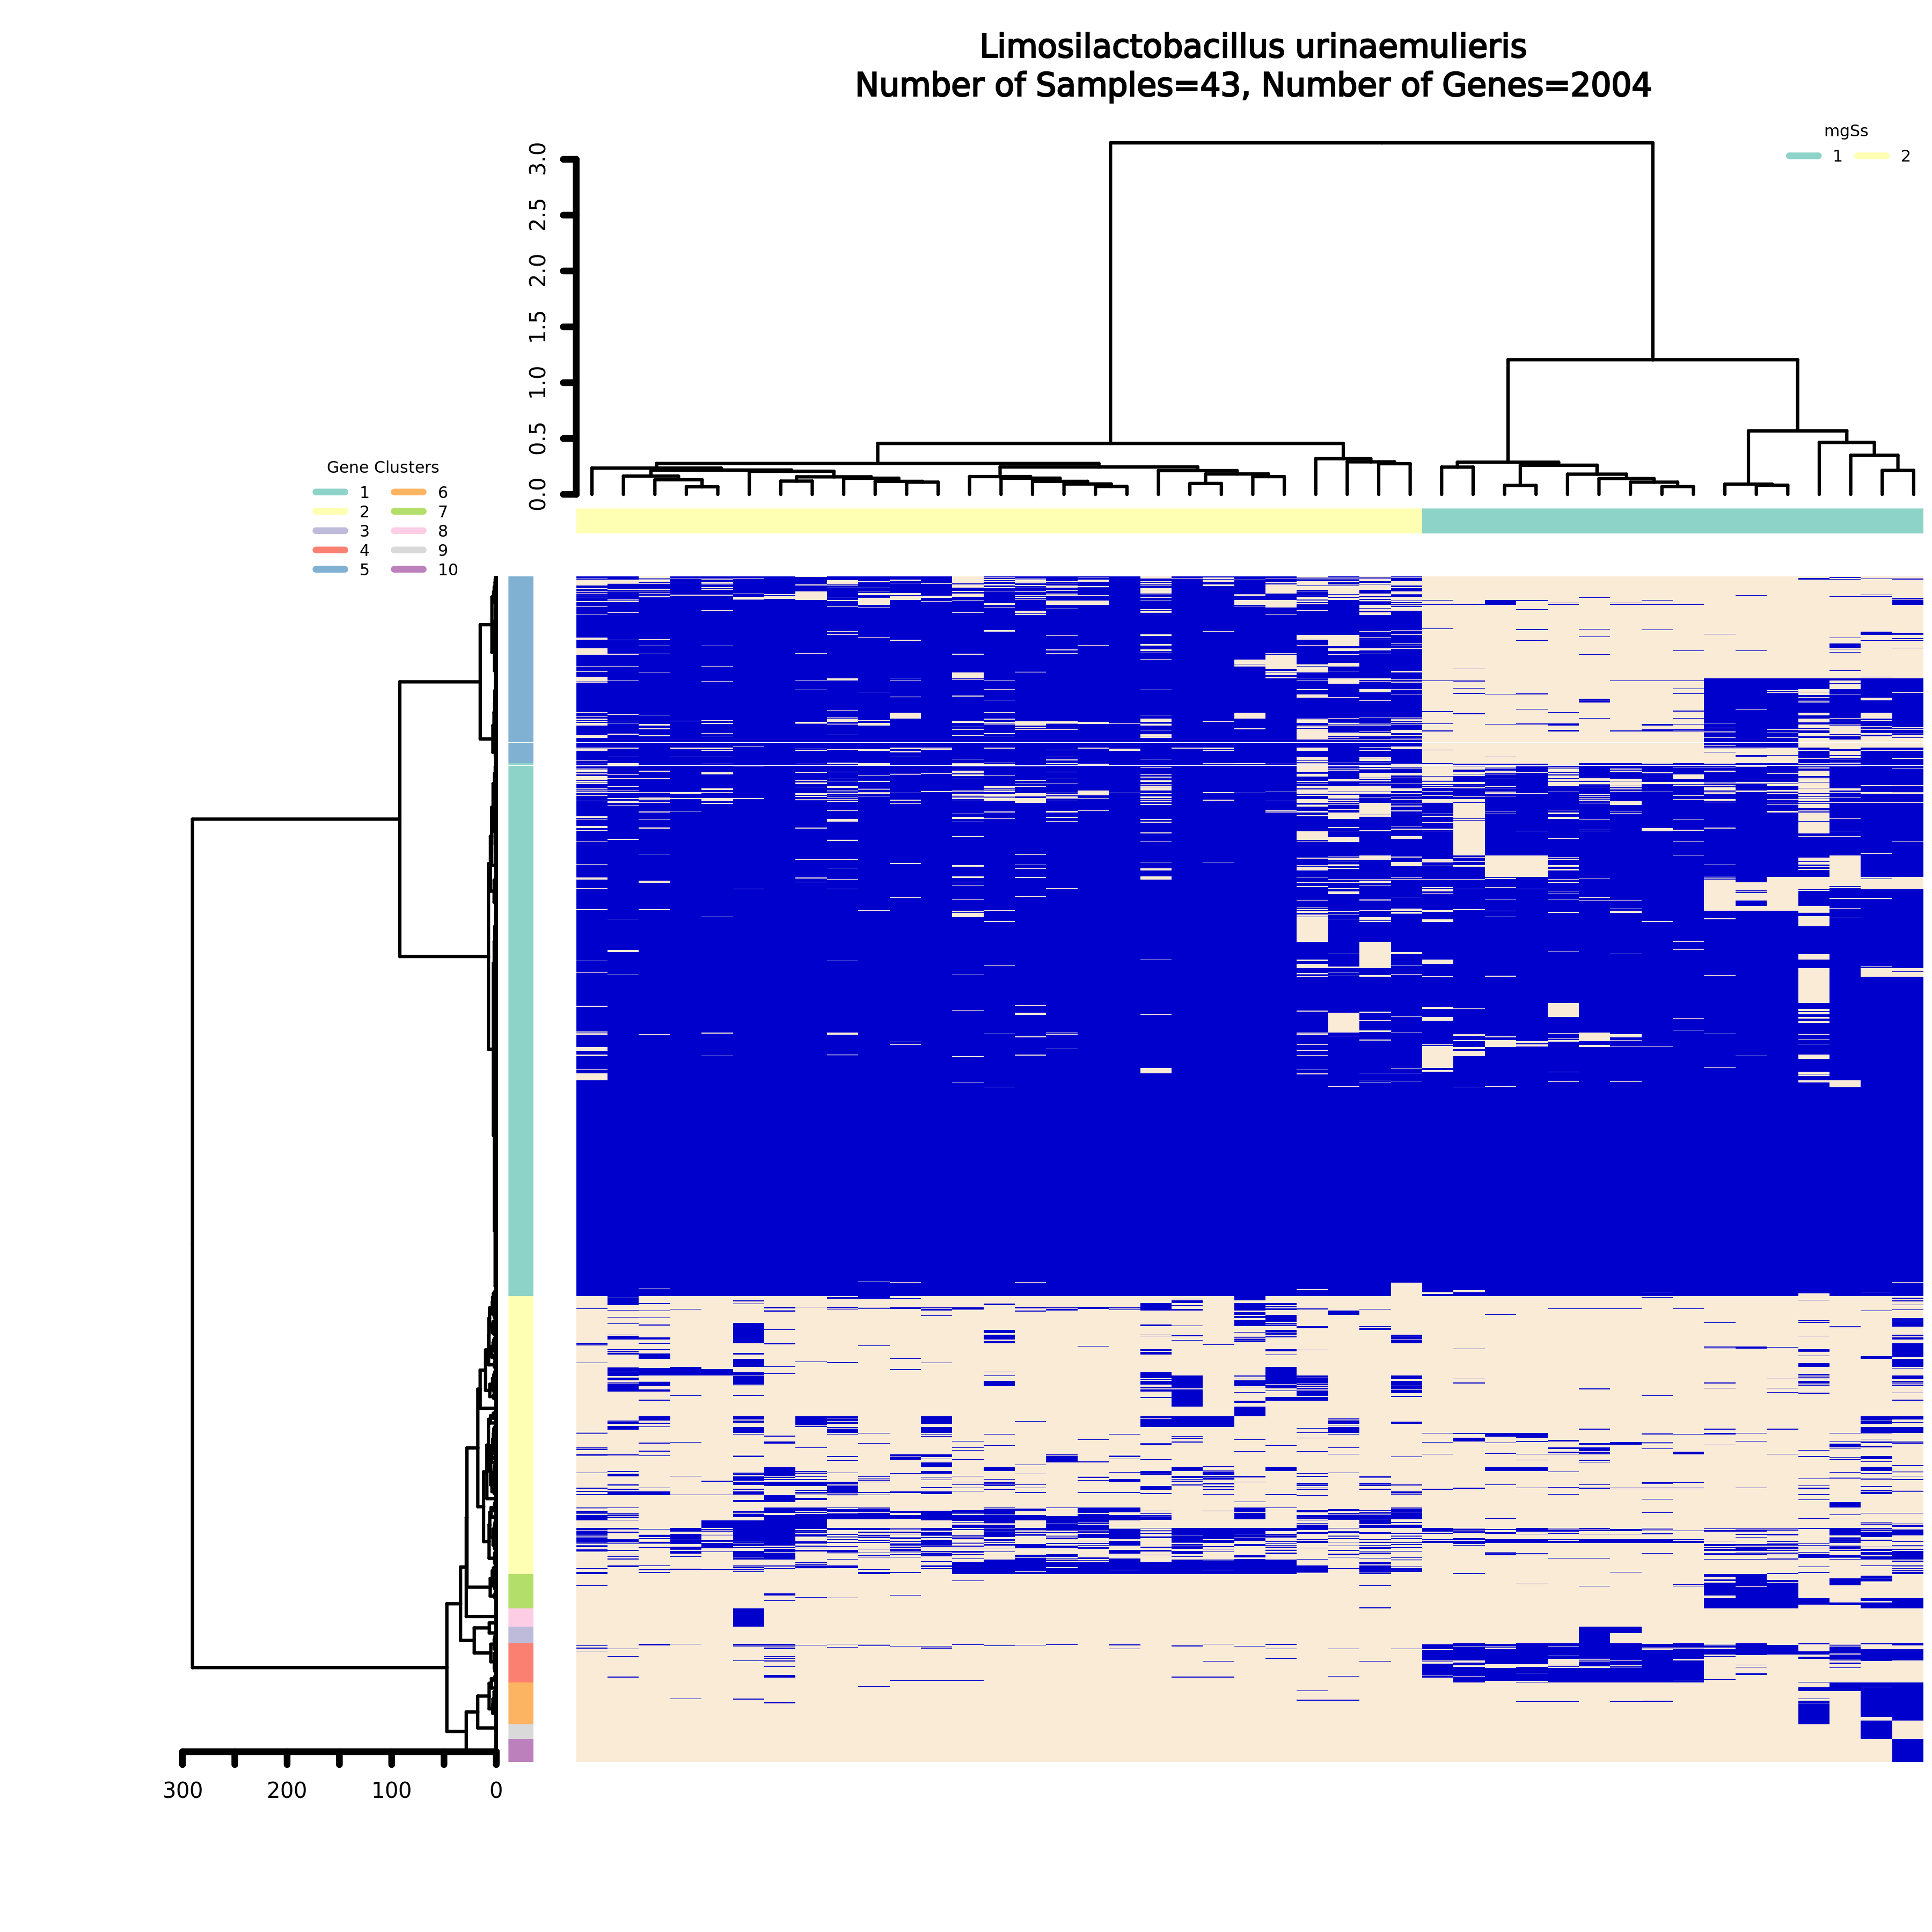 Limosilactobacillus urinaemulieris
Number of Samples=43, Number of Genes=2004
mgSs
1 2
3.0
2.5
2.0
1.5
1.0
0.5
0.0
Gene Clusters
1 6
2 7
3 8
4 9
5 10
300 200 100 0